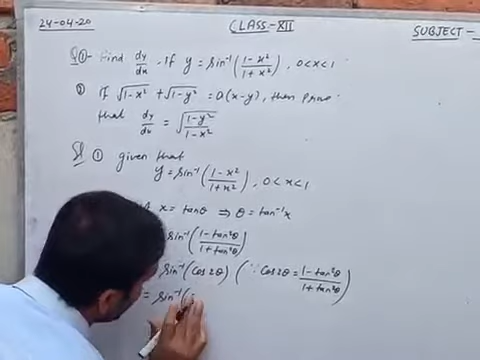 24-04-20
CLASS-XII
SUBJECT-
Q①- Find dy/dx, if y = sin⁻¹((1-x²)/(1+x²)), 0<x<1
② If √(1-x²) + √(1-y²) = a(x-y), then prove
that dy/dx = √((1-y²)/(1-x²))
Sol ① given that
y = sin⁻¹((1-x²)/(1+x²)), 0<x<1
x = tanθ ⇒ θ = tan⁻¹x
sin⁻¹((1-tan²θ)/(1+tan²θ))
sin⁻¹(cos2θ) (∵ cos2θ = (1-tan²θ)/(1+tan²θ))
= sin⁻¹(